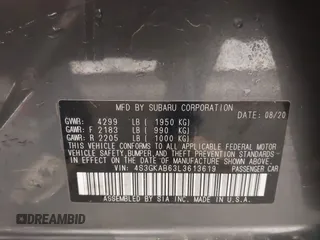 MFD. BY SUBARU CORPORATION
DATE: 08/20
GVWR: 4299 LB ( 1950 KG)
GAWR: F 2183 LB ( 990 KG)
GAWR: R 2205 LB ( 1000 KG)
THIS VEHICLE CONFORMS TO ALL APPLICABLE FEDERAL MOTOR
VEHICLE SAFETY, BUMPER, AND THEFT PREVENTION STANDARDS
IN EFFECT ON THE DATE OF MANUFACTURE SHOWN ABOVE.
VIN: 4S3GKAB63L3613619 PASSENGER CAR
ASSEMBLED BY SIA INC. IN U.S.A.
DREAMBID